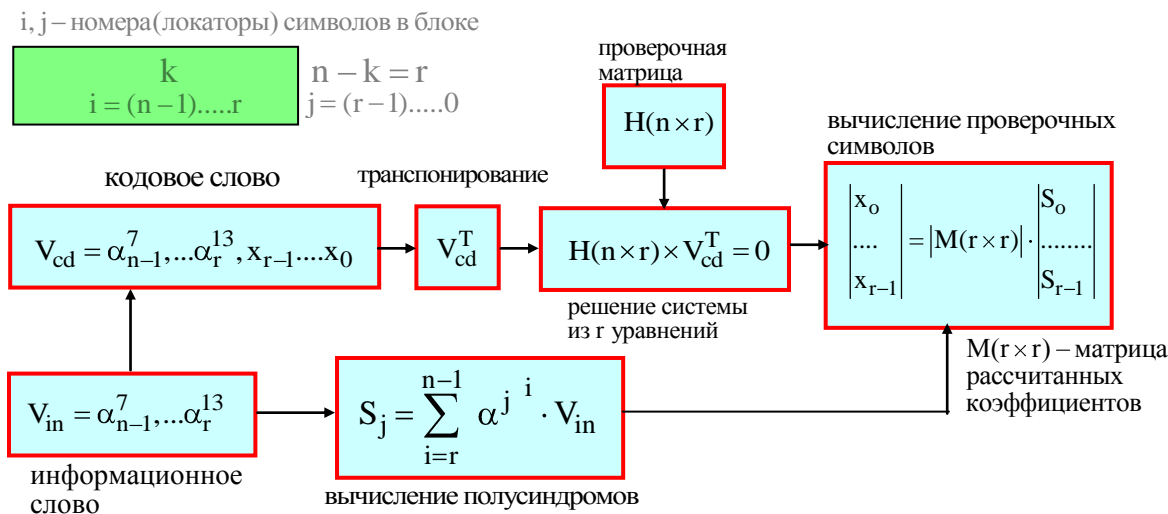 i, j – номера(локаторы) символов в блоке
k
i = (n – 1).....r
n – k = r
j = (r – 1).....0
проверочная
матрица
H(n × r)
вычисление проверочных
символов
кодовое слово
транспонирование
V_cd = α^7_{n–1},...α^13_r, x_{r–1}....x_0
V^T_cd
H(n × r) × V^T_cd = 0
|x_o
....
x_{r–1}| = |M(r × r)| · |S_o
........
S_{r–1}|
решение системы
из r уравнений
M(r × r) – матрица
рассчитанных
коэффициентов
V_in = α^7_{n–1},...α^13_r
S_j = ∑_{i=r}^{n–1} α^{j i} · V_in
информационное
слово
вычисление полусиндромов